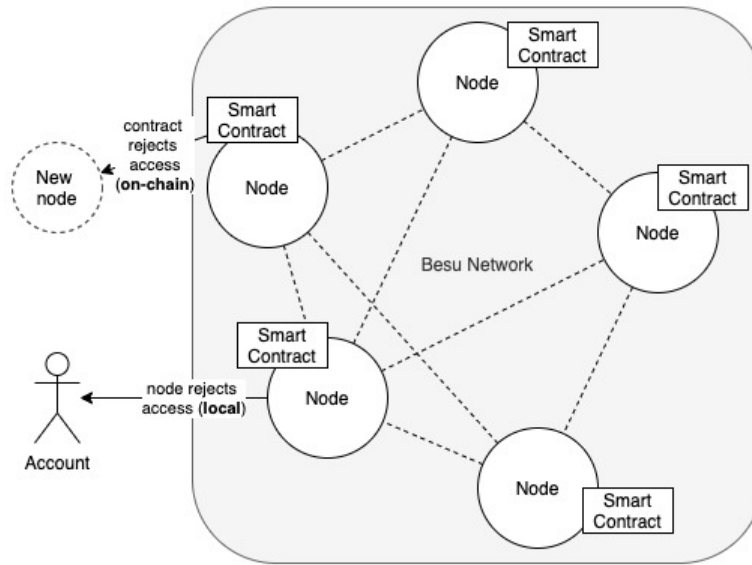 Smart
Contract
Node
Smart
Contract
Node
contract
rejects
access
(on-chain)
New
node
Smart
Contract
Node
Besu Network
Smart
Contract
Node
node rejects
access (local)
Account
Node
Smart
Contract